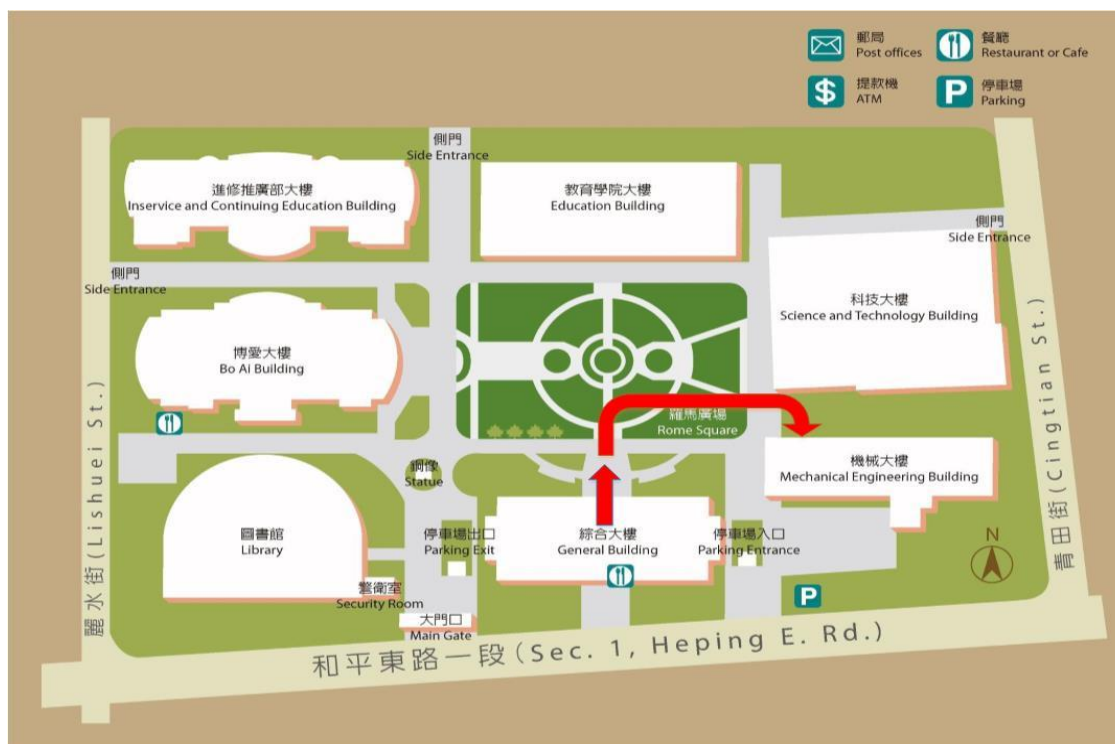 郵局
Post offices
餐廳
Restaurant or Cafe
$
提款機
ATM
P
停車場
Parking
側門
Side Entrance
進修推廣部大樓
Inservice and Continuing Education Building
教育學院大樓
Education Building
側門
Side Entrance
側門
Side Entrance
科技大樓
Science and Technology Building
博愛大樓
Bo Ai Building
羅馬廣場
Rome Square
機械大樓
Mechanical Engineering Building
銅像
Statue
圖書館
Library
停車場出口
Parking Exit
綜合大樓
General Building
停車場入口
Parking Entrance
N
警衛室
Security Room
P
大門口
Main Gate
麗水街(Lishuei St.)
青田街(Cingtian St.)
和平東路一段(Sec. 1, Heping E. Rd.)